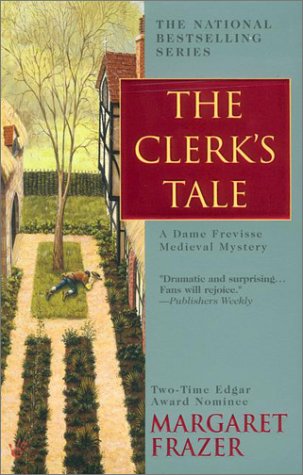 THE NATIONAL
BESTSELLING
SERIES
THE
CLERK'S
TALE
A Dame Frevisse
Medieval Mystery
"Dramatic and surprising...
Fans will rejoice."
—Publishers Weekly
Two-Time Edgar
Award Nominee
MARGARET
FRAZER